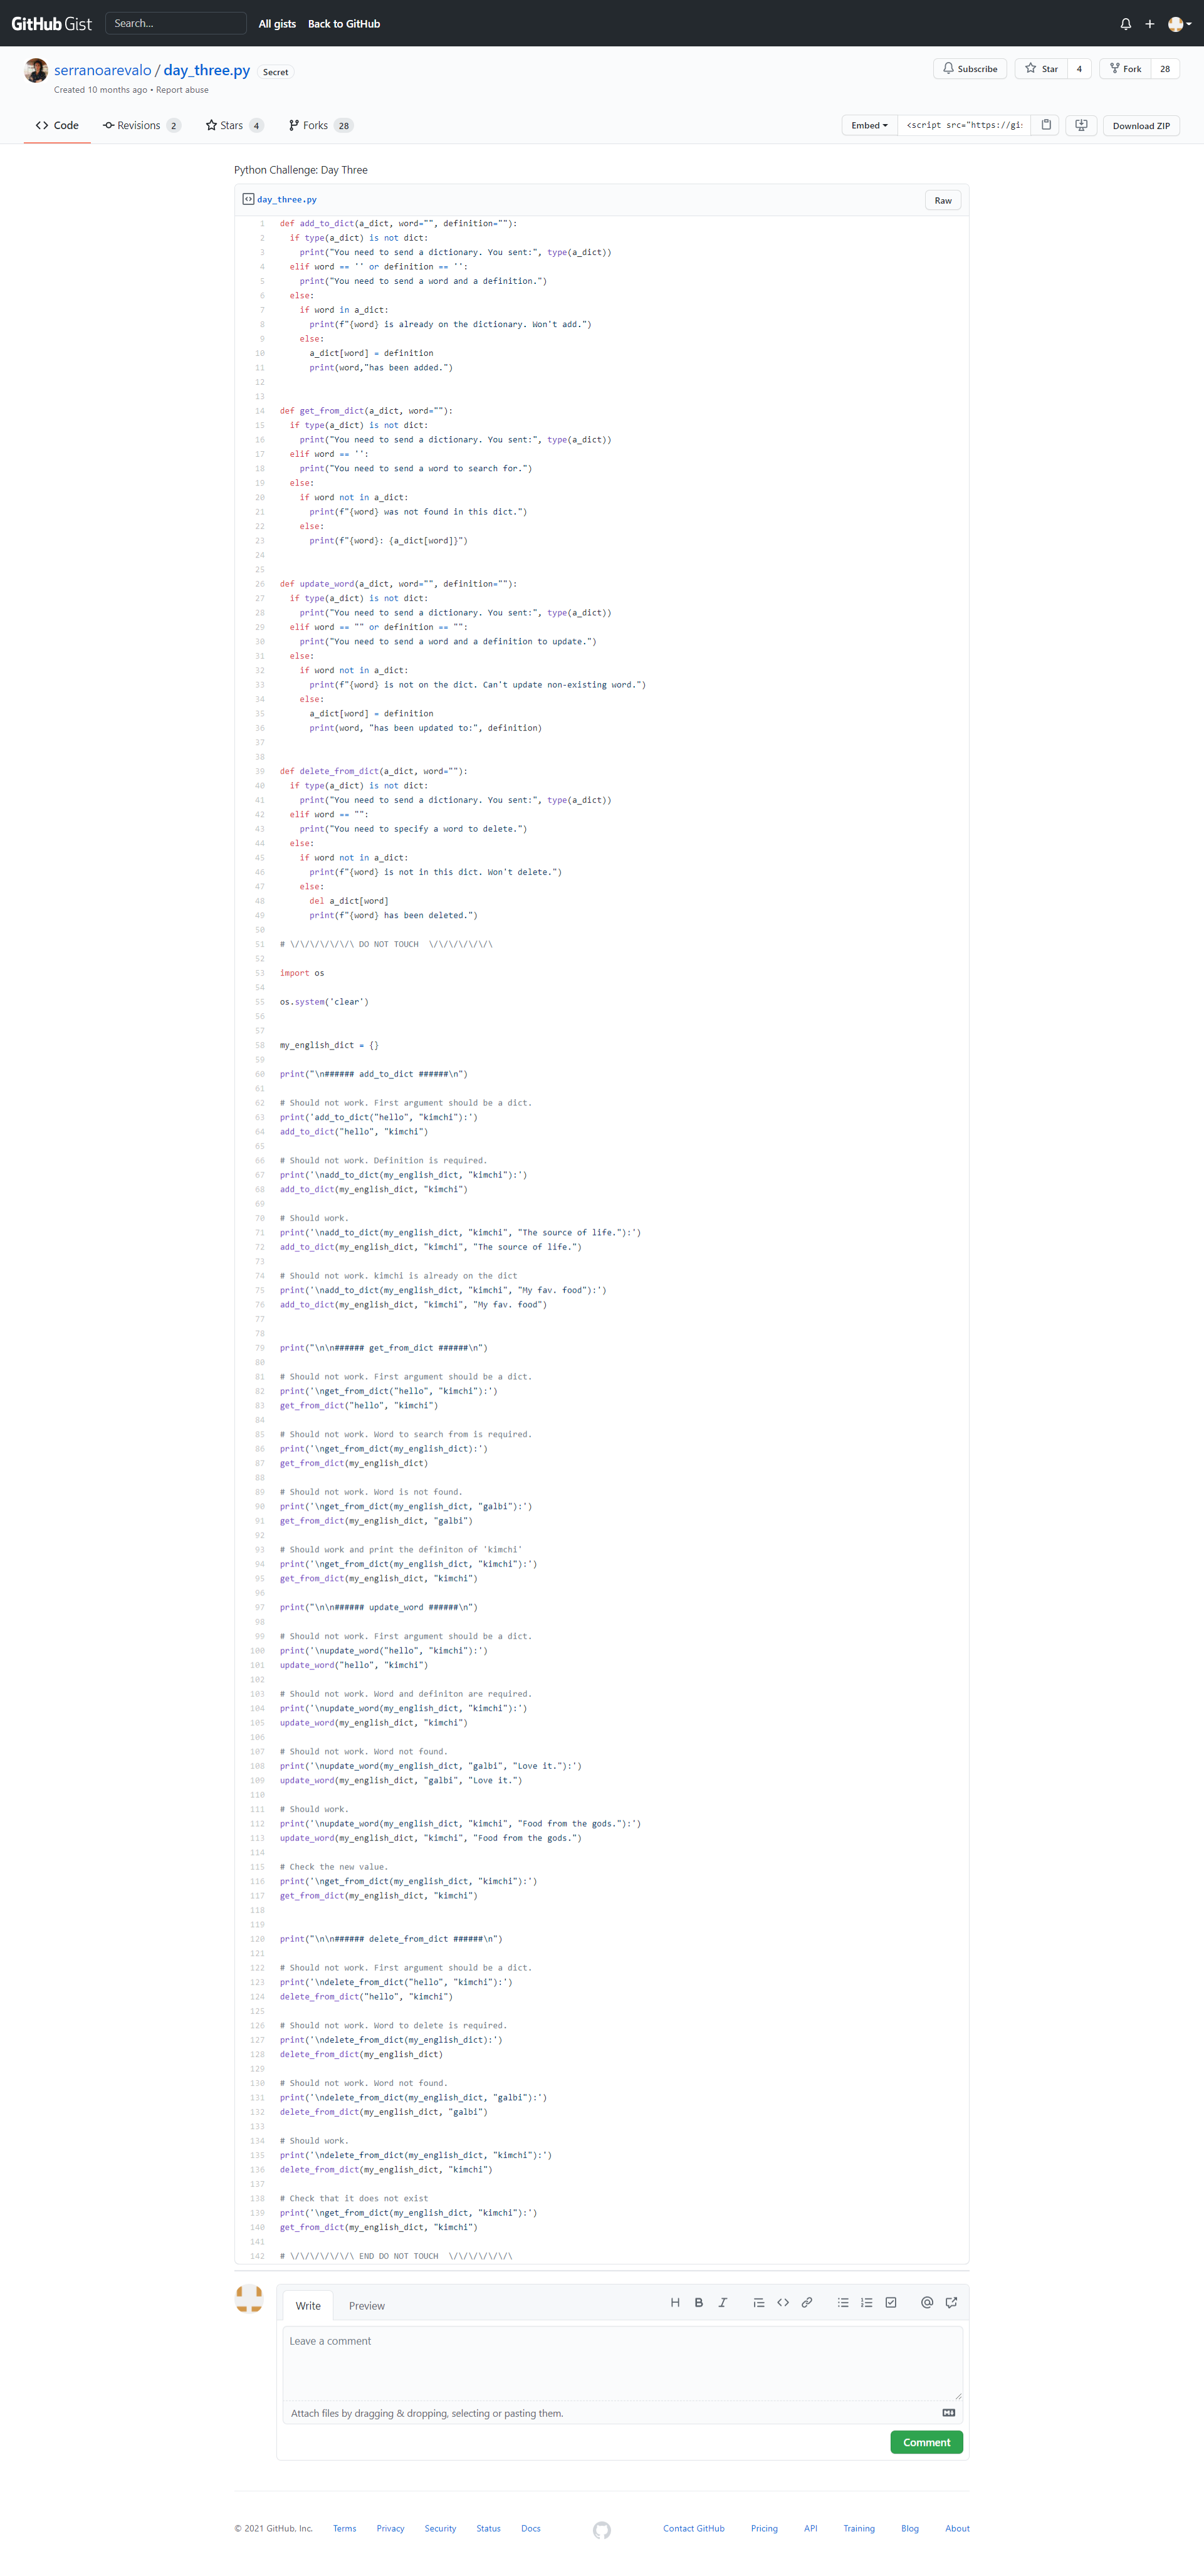 GitHub Gist Search... All gists Back to GitHub
serranoarevalo / day_three.py Secret
Subscribe Star 4 Fork 28
Created 10 months ago • Report abuse
Code Revisions 2 Stars 4 Forks 28
Embed <script src="https://gi: Download ZIP
Python Challenge: Day Three
day_three.py Raw
1 def add_to_dict(a_dict, word="", definition=""):
2 if type(a_dict) is not dict:
3 print("You need to send a dictionary. You sent:", type(a_dict))
4 elif word == '' or definition == '':
5 print("You need to send a word and a definition.")
6 else:
7 if word in a_dict:
8 print(f"{word} is already on the dictionary. Won't add.")
9 else:
10 a_dict[word] = definition
11 print(word,"has been added.")
12
13
14 def get_from_dict(a_dict, word=""):
15 if type(a_dict) is not dict:
16 print("You need to send a dictionary. You sent:", type(a_dict))
17 elif word == '':
18 print("You need to send a word to search for.")
19 else:
20 if word not in a_dict:
21 print(f"{word} was not found in this dict.")
22 else:
23 print(f"{word}: {a_dict[word]}")
24
25
26 def update_word(a_dict, word="", definition=""):
27 if type(a_dict) is not dict:
28 print("You need to send a dictionary. You sent:", type(a_dict))
29 elif word == "" or definition == "":
30 print("You need to send a word and a definition to update.")
31 else:
32 if word not in a_dict:
33 print(f"{word} is not on the dict. Can't update non-existing word.")
34 else:
35 a_dict[word] = definition
36 print(word, "has been updated to:", definition)
37
38
39 def delete_from_dict(a_dict, word=""):
40 if type(a_dict) is not dict:
41 print("You need to send a dictionary. You sent:", type(a_dict))
42 elif word == "":
43 print("You need to specify a word to delete.")
44 else:
45 if word not in a_dict:
46 print(f"{word} is not in this dict. Won't delete.")
47 else:
48 del a_dict[word]
49 print(f"{word} has been deleted.")
50
51 # \/\/\/\/\/\/\ DO NOT TOUCH  \/\/\/\/\/\/\
52
53 import os
54
55 os.system('clear')
56
57
58 my_english_dict = {}
59
60 print("\n###### add_to_dict ######\n")
61
62 # Should not work. First argument should be a dict.
63 print('add_to_dict("hello", "kimchi"):')
64 add_to_dict("hello", "kimchi")
65
66 # Should not work. Definition is required.
67 print('\nadd_to_dict(my_english_dict, "kimchi"):')
68 add_to_dict(my_english_dict, "kimchi")
69
70 # Should work.
71 print('\nadd_to_dict(my_english_dict, "kimchi", "The source of life."):')
72 add_to_dict(my_english_dict, "kimchi", "The source of life.")
73
74 # Should not work. kimchi is already on the dict
75 print('\nadd_to_dict(my_english_dict, "kimchi", "My fav. food"):')
76 add_to_dict(my_english_dict, "kimchi", "My fav. food")
77
78
79 print("\n\n###### get_from_dict ######\n")
80
81 # Should not work. First argument should be a dict.
82 print('\nget_from_dict("hello", "kimchi"):')
83 get_from_dict("hello", "kimchi")
84
85 # Should not work. Word to search from is required.
86 print('\nget_from_dict(my_english_dict):')
87 get_from_dict(my_english_dict)
88
89 # Should not work. Word is not found.
90 print('\nget_from_dict(my_english_dict, "galbi"):')
91 get_from_dict(my_english_dict, "galbi")
92
93 # Should work and print the definiton of 'kimchi'
94 print('\nget_from_dict(my_english_dict, "kimchi"):')
95 get_from_dict(my_english_dict, "kimchi")
96
97 print("\n\n###### update_word ######\n")
98
99 # Should not work. First argument should be a dict.
100 print('\nupdate_word("hello", "kimchi"):')
101 update_word("hello", "kimchi")
102
103 # Should not work. Word and definiton are required.
104 print('\nupdate_word(my_english_dict, "kimchi"):')
105 update_word(my_english_dict, "kimchi")
106
107 # Should not work. Word not found.
108 print('\nupdate_word(my_english_dict, "galbi", "Love it."):')
109 update_word(my_english_dict, "galbi", "Love it.")
110
111 # Should work.
112 print('\nupdate_word(my_english_dict, "kimchi", "Food from the gods."):')
113 update_word(my_english_dict, "kimchi", "Food from the gods.")
114
115 # Check the new value.
116 print('\nget_from_dict(my_english_dict, "kimchi"):')
117 get_from_dict(my_english_dict, "kimchi")
118
119
120 print("\n\n###### delete_from_dict ######\n")
121
122 # Should not work. First argument should be a dict.
123 print('\ndelete_from_dict("hello", "kimchi"):')
124 delete_from_dict("hello", "kimchi")
125
126 # Should not work. Word to delete is required.
127 print('\ndelete_from_dict(my_english_dict):')
128 delete_from_dict(my_english_dict)
129
130 # Should not work. Word not found.
131 print('\ndelete_from_dict(my_english_dict, "galbi"):')
132 delete_from_dict(my_english_dict, "galbi")
133
134 # Should work.
135 print('\ndelete_from_dict(my_english_dict, "kimchi"):')
136 delete_from_dict(my_english_dict, "kimchi")
137
138 # Check that it does not exist
139 print('\nget_from_dict(my_english_dict, "kimchi"):')
140 get_from_dict(my_english_dict, "kimchi")
141
142 # \/\/\/\/\/\/\ END DO NOT TOUCH  \/\/\/\/\/\/\
Write Preview
Leave a comment
Attach files by dragging & dropping, selecting or pasting them.
Comment
© 2021 GitHub, Inc. Terms Privacy Security Status Docs Contact GitHub Pricing API Training Blog About